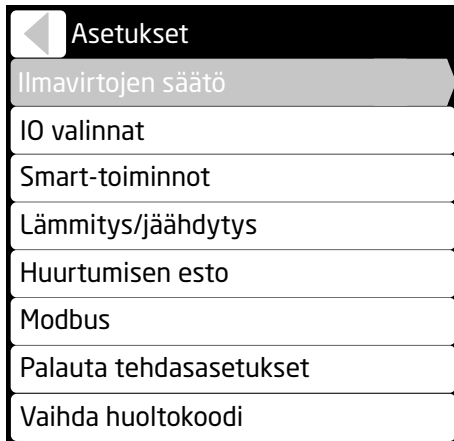 Asetukset
Ilmavirtojen säätö
IO valinnat
Smart-toiminnot
Lämmitys/jäähdytys
Huurtumisen esto
Modbus
Palauta tehdasasetukset
Vaihda huoltokoodi